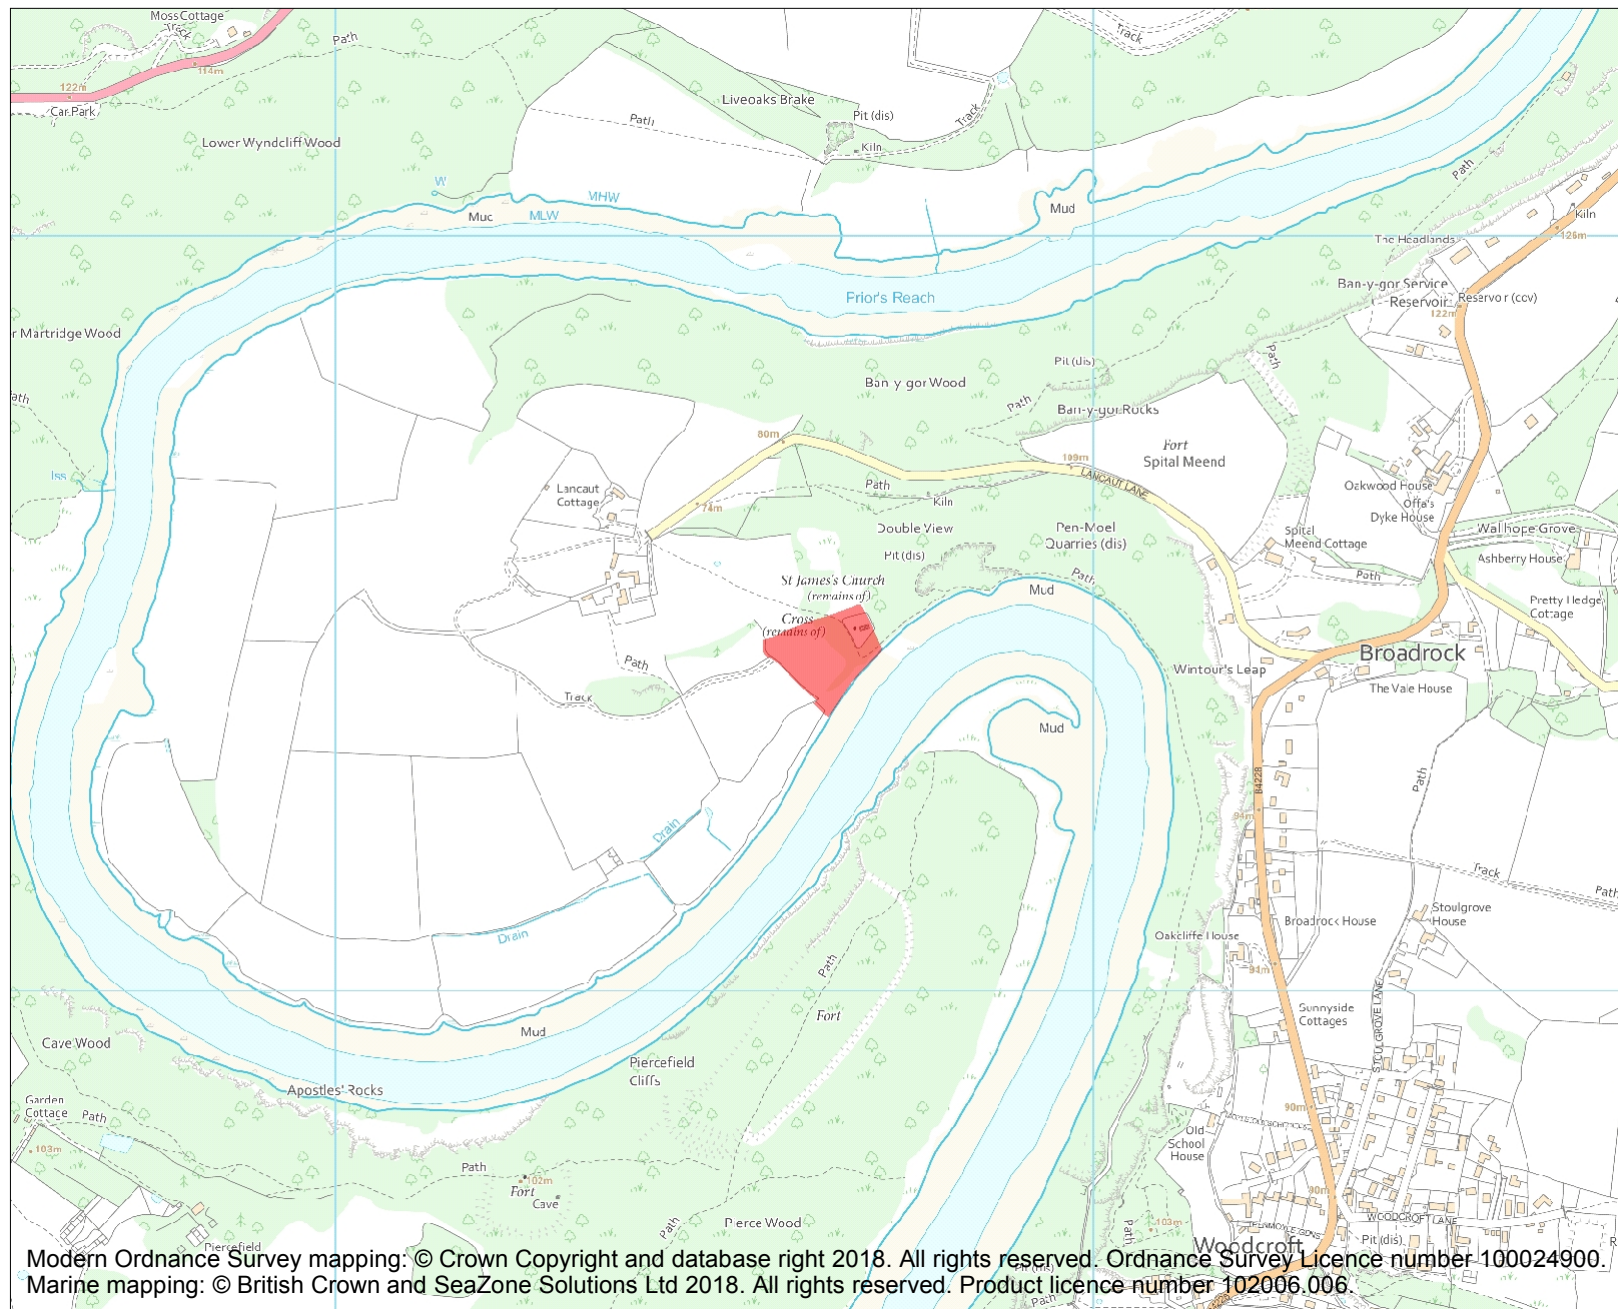 Moss Cottage
Track
Path
Track
114m
122m
Car Park
Liveoaks Brake
Pit (dis)
Track
Path
Kiln
Lower Wyndcliff Wood
Path
W
MHW
Muc
MLW
Mud
Kiln
The Headlands
126m
Frior's Reach
Ban-y-gor Service
Reservoir
Reservoir (ccv)
122m
r Martridge Wood
Path
Pit (dis)
Ban y gor Wood
ath
Path
Ban-y-gor Rocks
80m
Fort
Spital Meend
109m
LANCAUT LANE
Iss
Lancaut
Cottage
Path
Kiln
74m
Oakwood House
Offa's
Dyke House
Double View
Pen-Moel
Quarries (dis)
Spital
Meend Cottage
Wallhope Grove
Pit (dis)
Ashberry House
Path
St James's Church
(remains of)
Path
Mud
Pretty Hedge
Cottage
Cross
(remains of)
Broadrock
Path
Wintour's Leap
Track
The Vale House
Mud
Path
B4228
94m
Drain
Track
Path
Stoulgrove
House
Broadrock House
Drain
Oakcliffe House
Path
91m
STOULGROVE LANE
Fort
Sunnyside
Cottages
Mud
Cave Wood
Piercefield
Cliffs
Apostles' Rocks
Garden
Cottage
Path
90m
103m
Old
School
House
Path
102m
Fort
Cave
90m
Path
Pierce Wood
Path
103m
WOODCROFT LANE
Piercefield
Woodcroft
Pit (dis)
R
Modern Ordnance Survey mapping: © Crown Copyright and database right 2018. All rights reserved. Ordnance Survey Licence number 100024900.
Marine mapping: © British Crown and SeaZone Solutions Ltd 2018. All rights reserved. Product licence number 102006.006.
Path